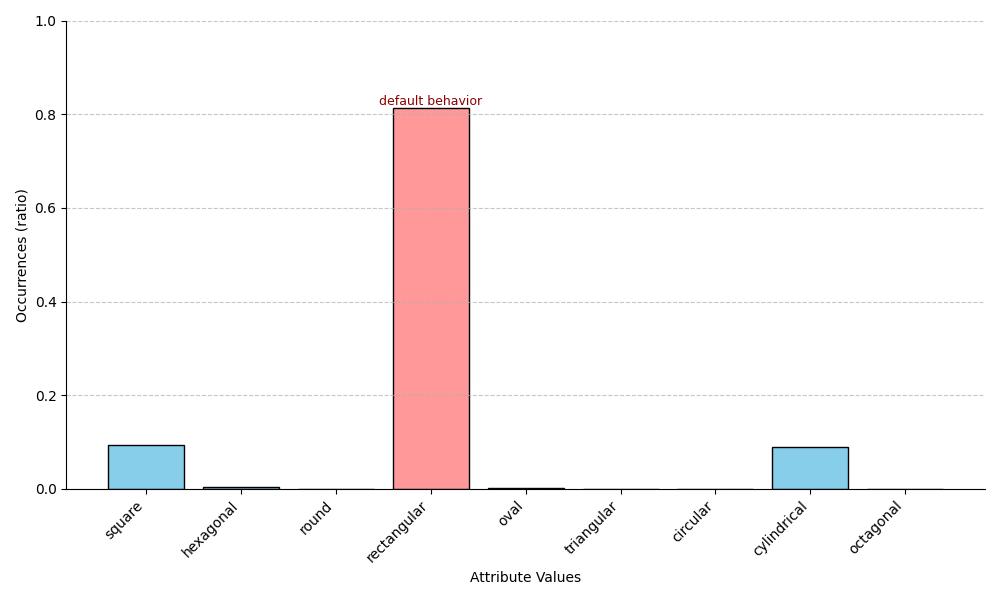 1.0
0.8
0.6
0.4
0.2
0.0
Occurrences (ratio)
default behavior
square
hexagonal
round
rectangular
oval
triangular
circular
cylindrical
octagonal
Attribute Values